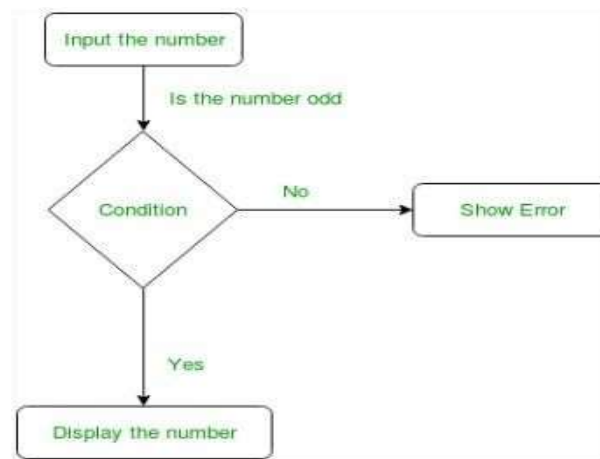 Input the number
Is the number odd
Condition
No
Show Error
Yes
Display the number